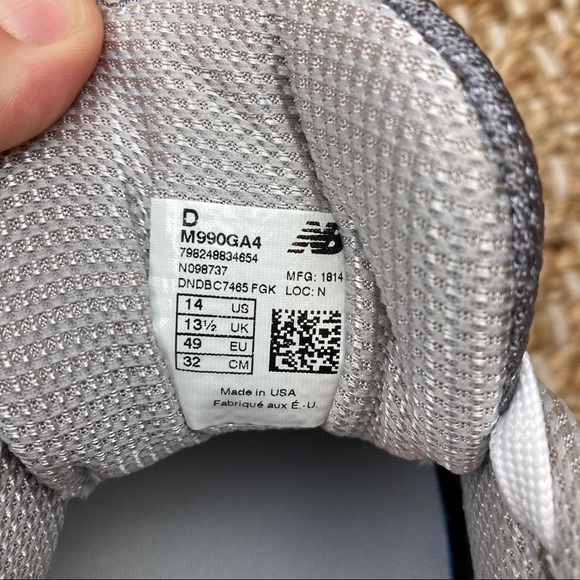 D
M990GA4
NB
798248834654
N098737
MFG: 1814
DNDBC7465 FGK LOC: N
14 US
13½ UK
49 EU
32 CM
Made in USA
Fabriqué aux É.-U.